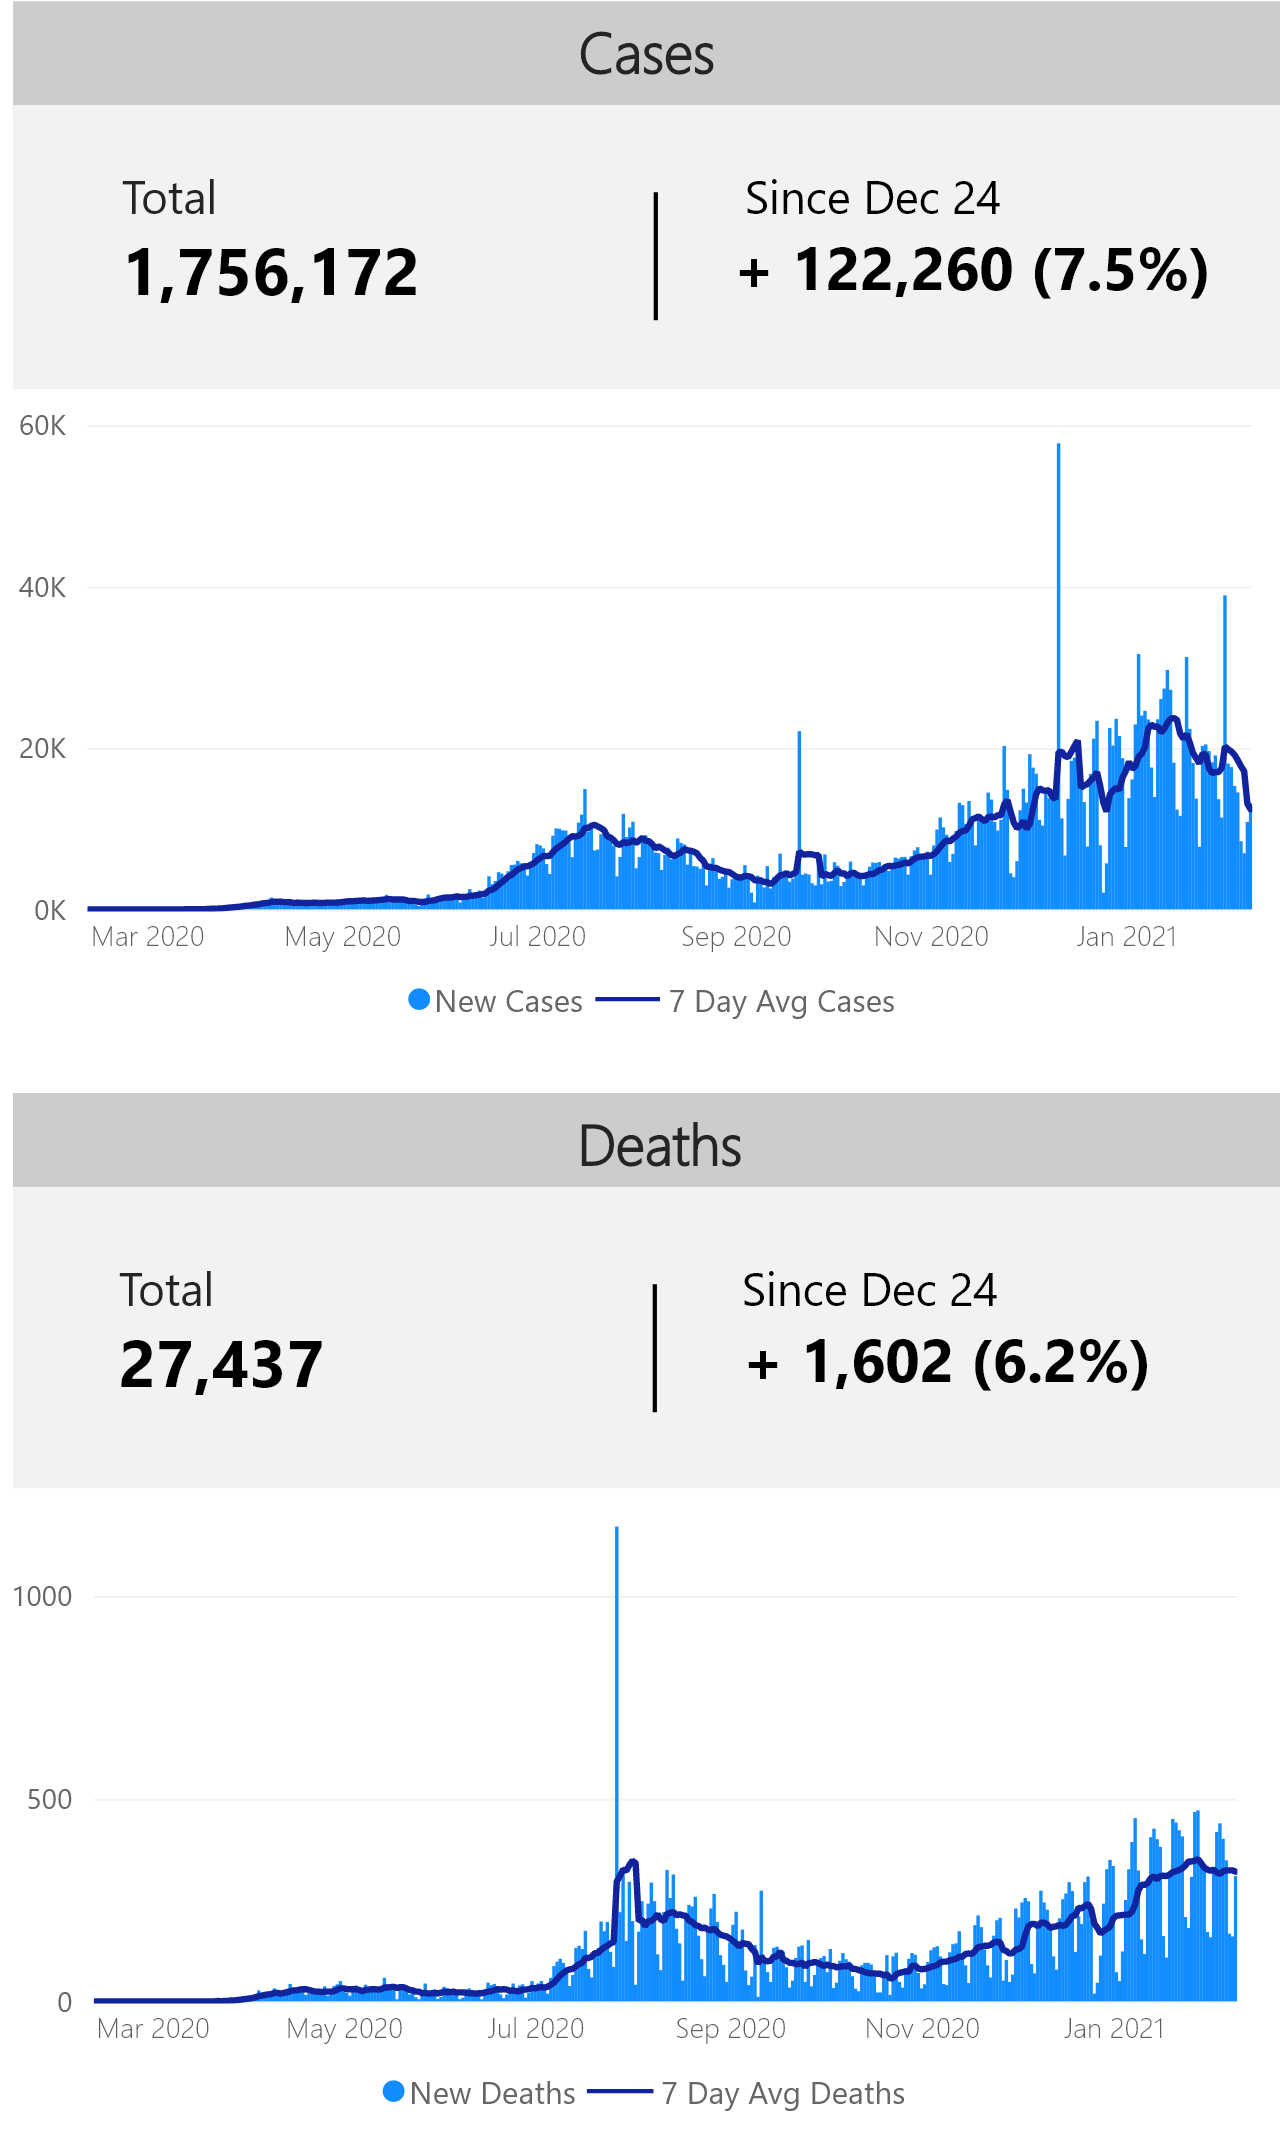 Cases
Total
Since Dec 24
1,756,172
+ 122,260 (7.5%)
60K
40K
20K
0K
Mar 2020 May 2020 Jul 2020 Sep 2020 Nov 2020 Jan 2021
New Cases 7 Day Avg Cases
Deaths
Total
Since Dec 24
27,437
+ 1,602 (6.2%)
1000
500
0
Mar 2020 May 2020 Jul 2020 Sep 2020 Nov 2020 Jan 2021
New Deaths 7 Day Avg Deaths